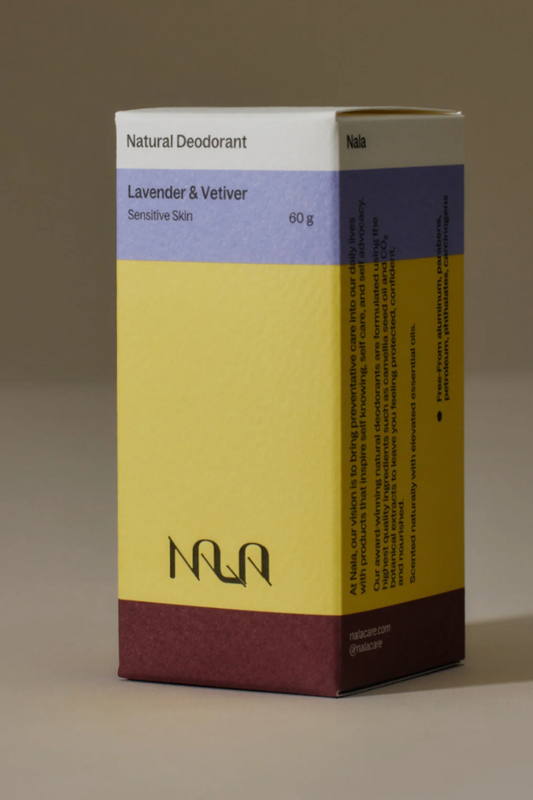 Natural Deodorant
Lavender & Vetiver
Sensitive Skin
60 g
NALA
Nala
At Nala, our vision is to bring preventative care into our daily lives
with products that inspire self knowing, self care, and self advocacy.
Our award-winning natural deodorants are formulated using the
highest quality ingredients such as camellia seed oil and CO₂
botanical extracts to leave you feeling protected, confident,
and nourished.
Scented naturally with elevated essential oils.
● Free-From aluminum, parabens,
petroleum, phthalates, carcinogens
nalacare.com
@nalacare